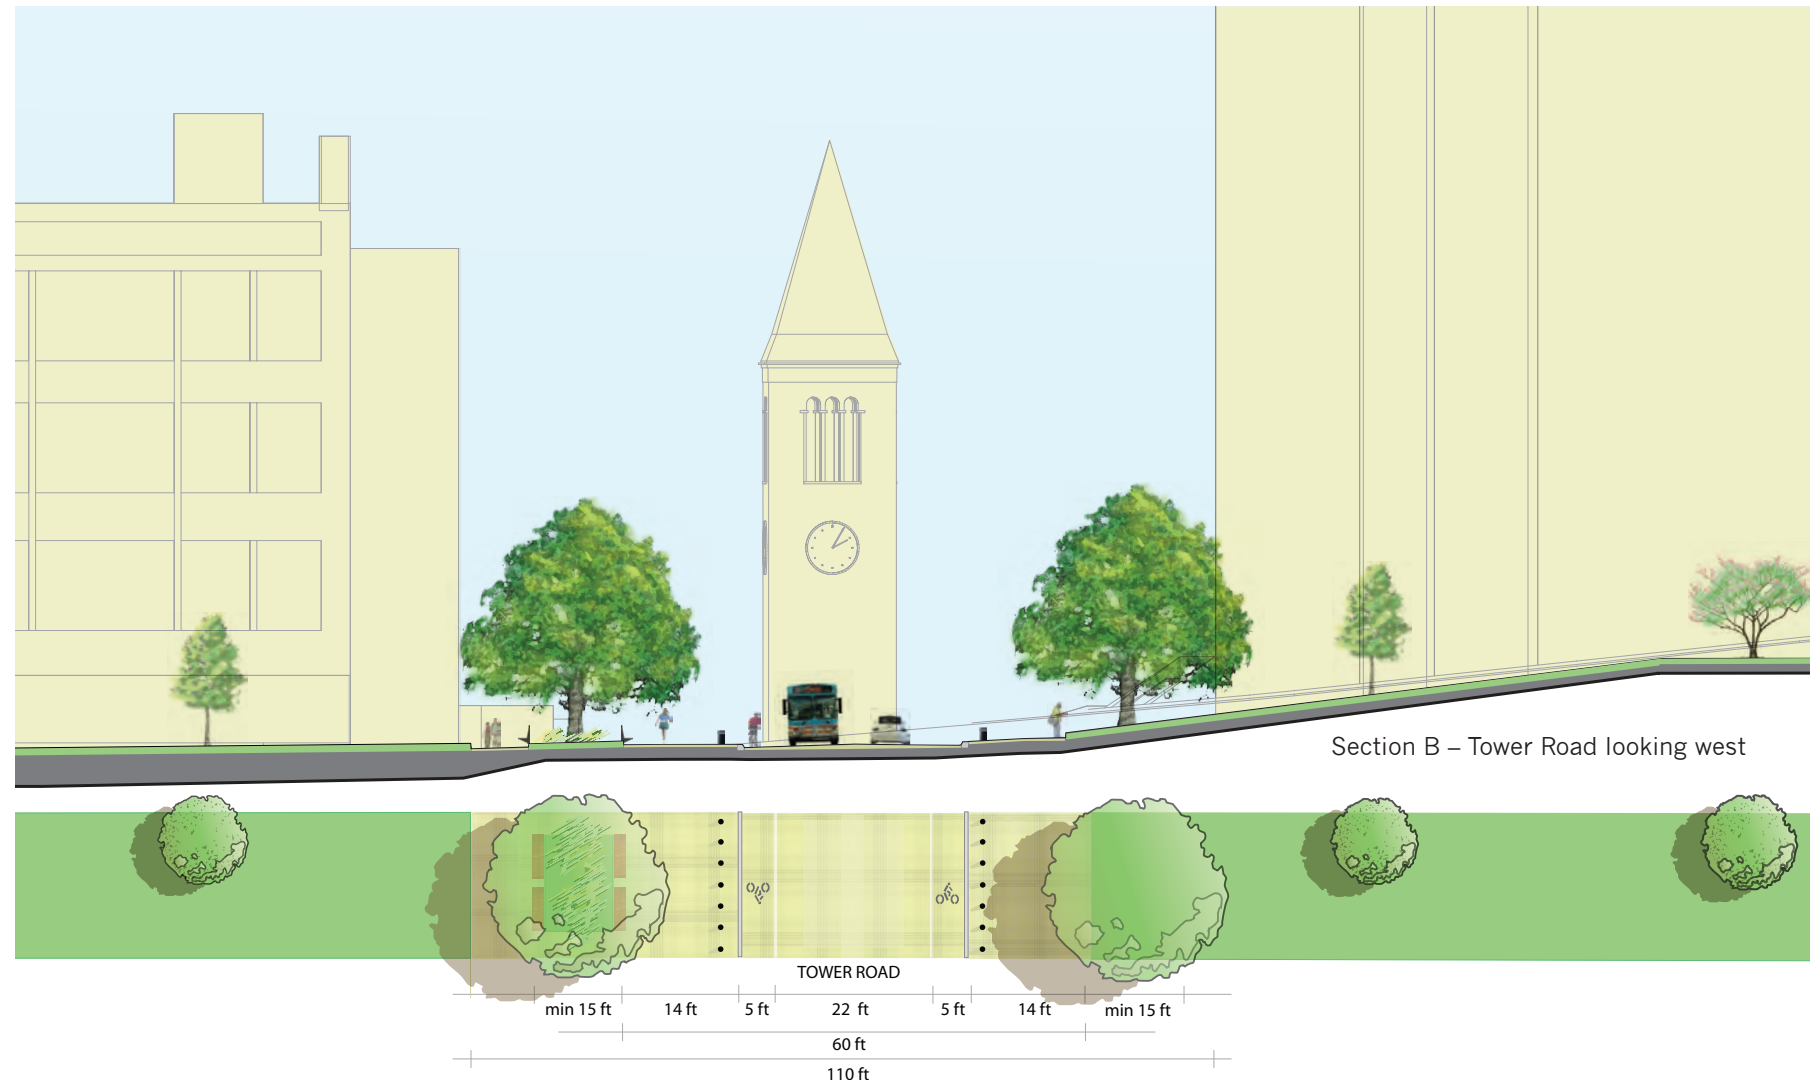 Section B – Tower Road looking west
TOWER ROAD
min 15 ft 14 ft 5 ft 22 ft 5 ft 14 ft min 15 ft
60 ft
110 ft